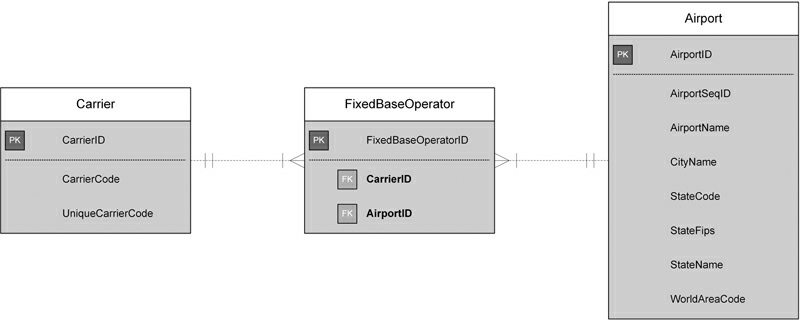 Carrier
PK CarrierID
CarrierCode
UniqueCarrierCode
FixedBaseOperator
PK FixedBaseOperatorID
FK CarrierID
FK AirportID
Airport
PK AirportID
AirportSeqID
AirportName
CityName
StateCode
StateFips
StateName
WorldAreaCode